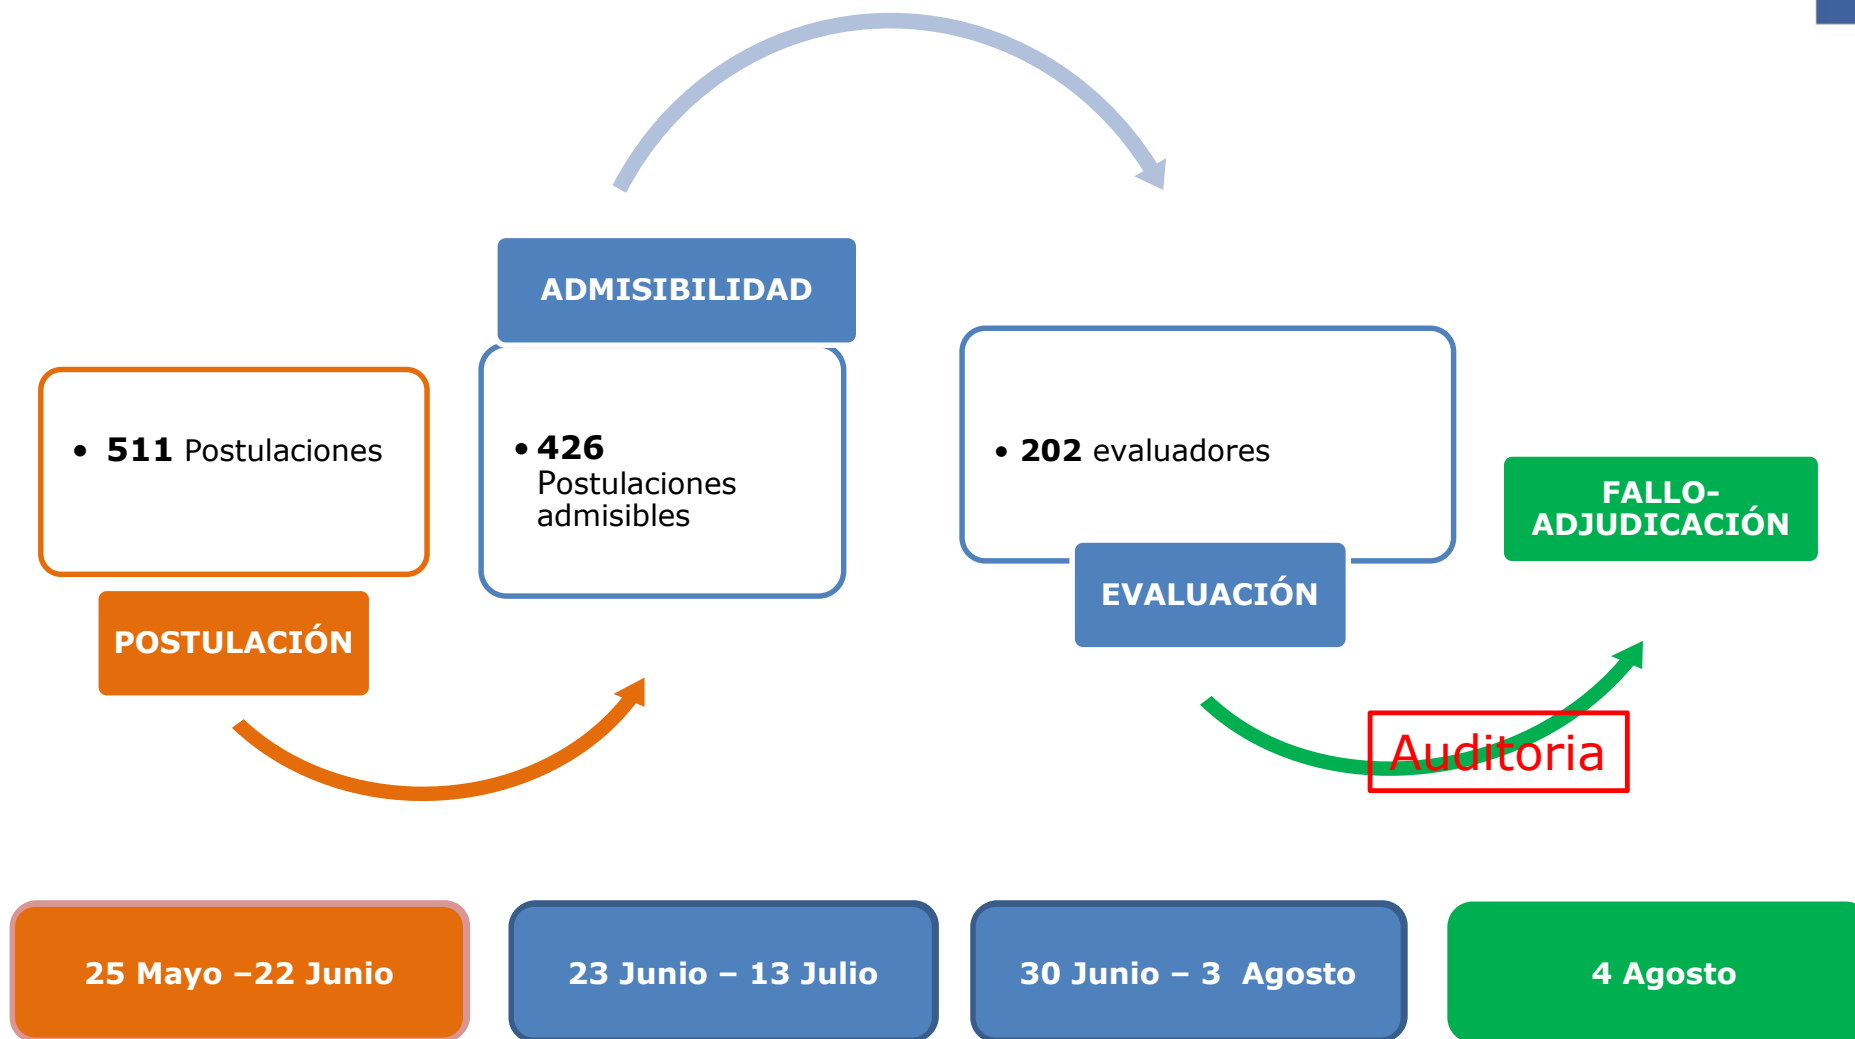 ADMISIBILIDAD
• 511 Postulaciones
POSTULACIÓN
• 426
Postulaciones
admisibles
• 202 evaluadores
EVALUACIÓN
FALLO-
ADJUDICACIÓN
Auditoria
25 Mayo –22 Junio
23 Junio – 13 Julio
30 Junio – 3 Agosto
4 Agosto